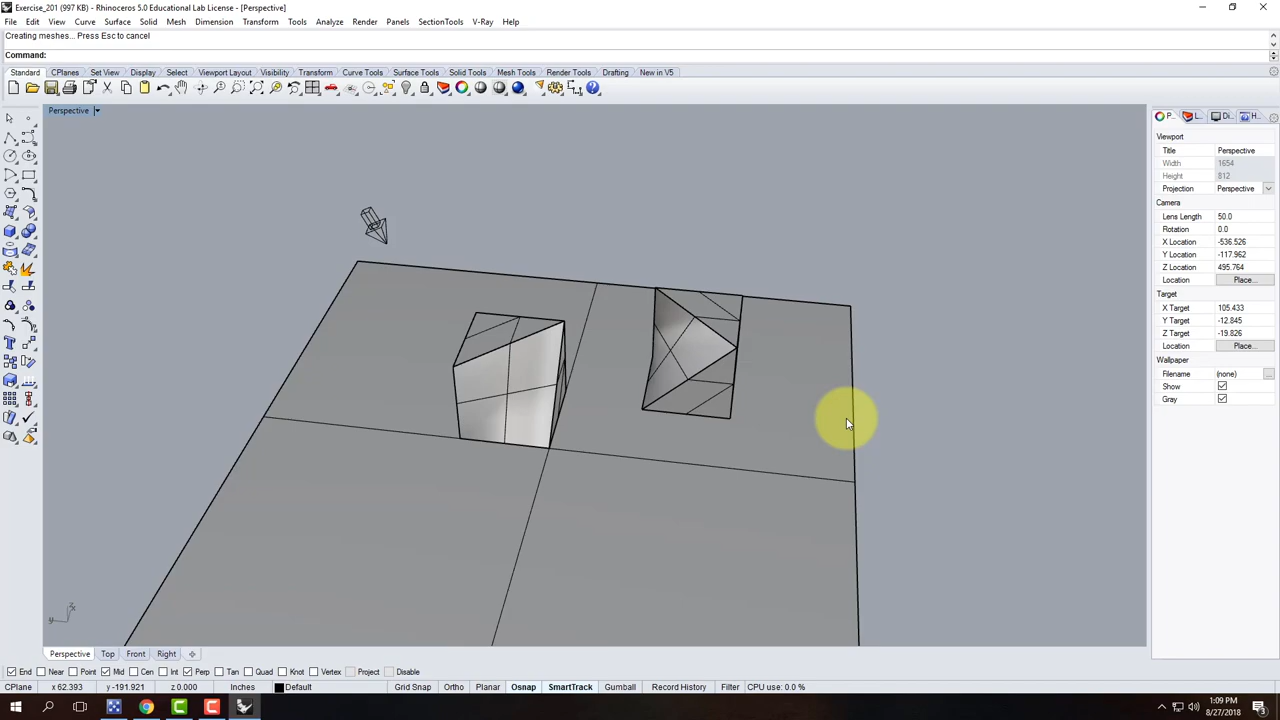 Exercise_201 (997 KB) - Rhinoceros 5.0 Educational Lab License - [Perspective]
File Edit View Curve Surface Solid Mesh Dimension Transform Tools Analyze Render Panels SectionTools V-Ray Help
Creating meshes... Press Esc to cancel
Command:
Standard CPlanes Set View Display Select Viewport Layout Visibility Transform Curve Tools Surface Tools Solid Tools Mesh Tools Render Tools Drafting New in V5
Perspective
P... L... Di... H...
Viewport
Title Perspective
Width 1654
Height 812
Projection Perspective
Camera
Lens Length 50.0
Rotation 0.0
X Location -536.526
Y Location -117.962
Z Location 495.764
Location Place...
Target
X Target 105.433
Y Target -12.845
Z Target -19.826
Location Place...
Wallpaper
Filename (none) ...
Show
Gray
z
y x
Perspective Top Front Right
End Near Point Mid Cen Int Perp Tan Quad Knot Vertex Project Disable
CPlane x 62.393 y -191.921 z 0.000 Inches Default Grid Snap Ortho Planar Osnap SmartTrack Gumball Record History Filter CPU use: 0.0 %
1:09 PM
8/27/2018